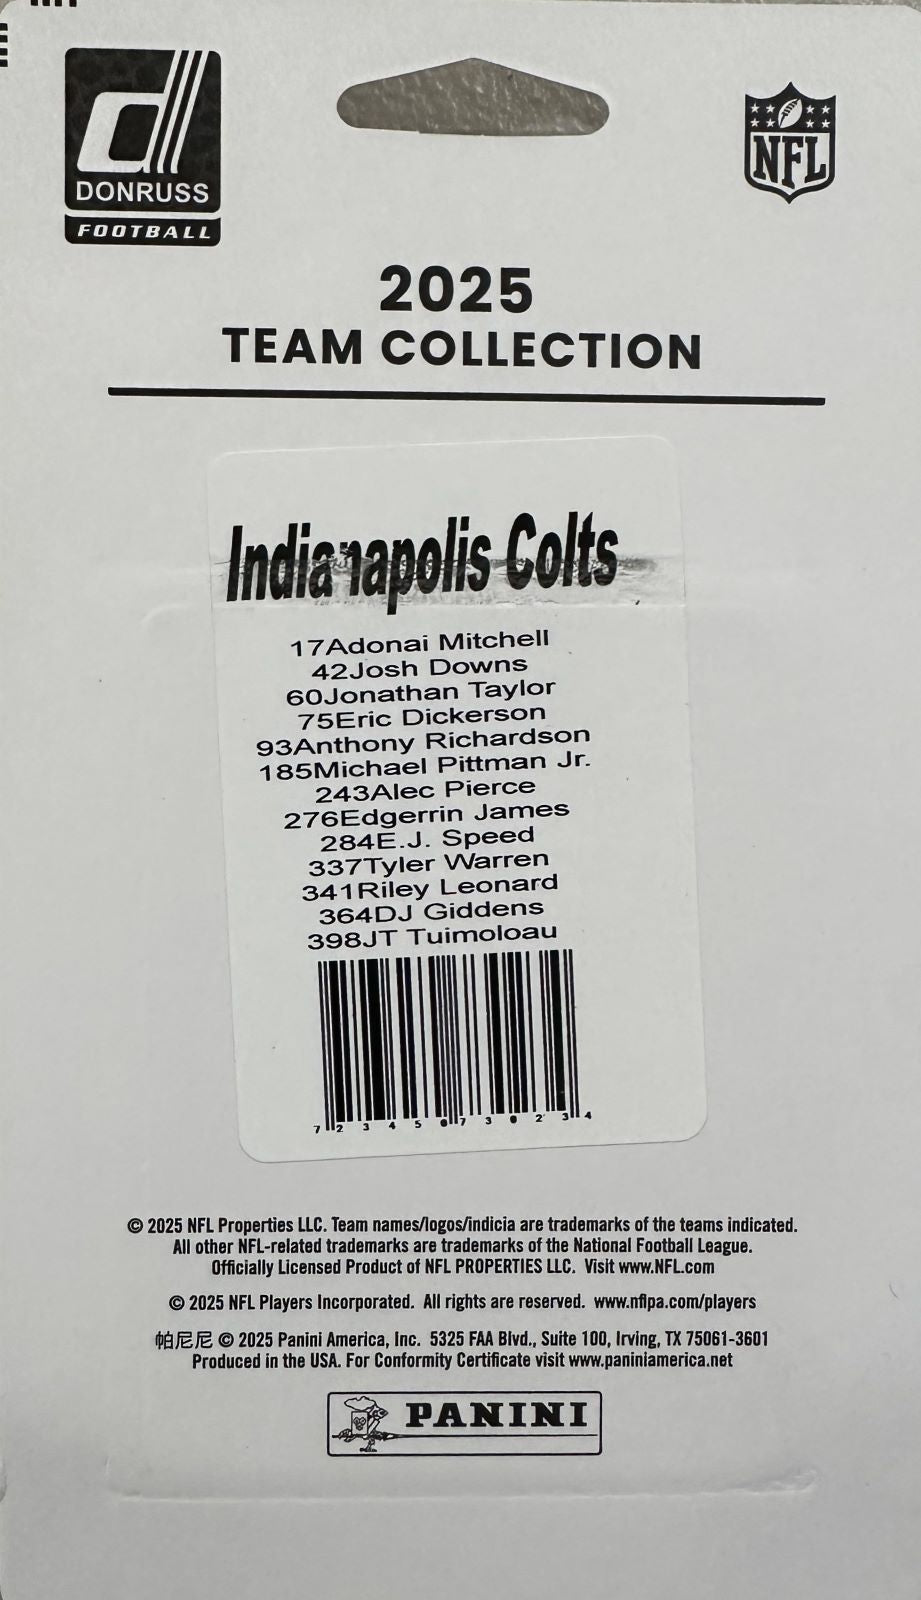 DONRUSS
FOOTBALL
NFL
2025
TEAM COLLECTION
Indianapolis Colts
17Adonai Mitchell
42Josh Downs
60Jonathan Taylor
75Eric Dickerson
93Anthony Richardson
185Michael Pittman Jr.
243Alec Pierce
276Edgerrin James
284E.J. Speed
337Tyler Warren
341Riley Leonard
364DJ Giddens
398JT Tuimoloau
7 2 3 4 5 0 7 3 0 2 3 4
© 2025 NFL Properties LLC. Team names/logos/indicia are trademarks of the teams indicated.
All other NFL-related trademarks are trademarks of the National Football League.
Officially Licensed Product of NFL PROPERTIES LLC. Visit www.NFL.com
© 2025 NFL Players Incorporated. All rights are reserved. www.nflpa.com/players
帕尼尼 © 2025 Panini America, Inc. 5325 FAA Blvd., Suite 100, Irving, TX 75061-3601
Produced in the USA. For Conformity Certificate visit www.paniniamerica.net
PANINI